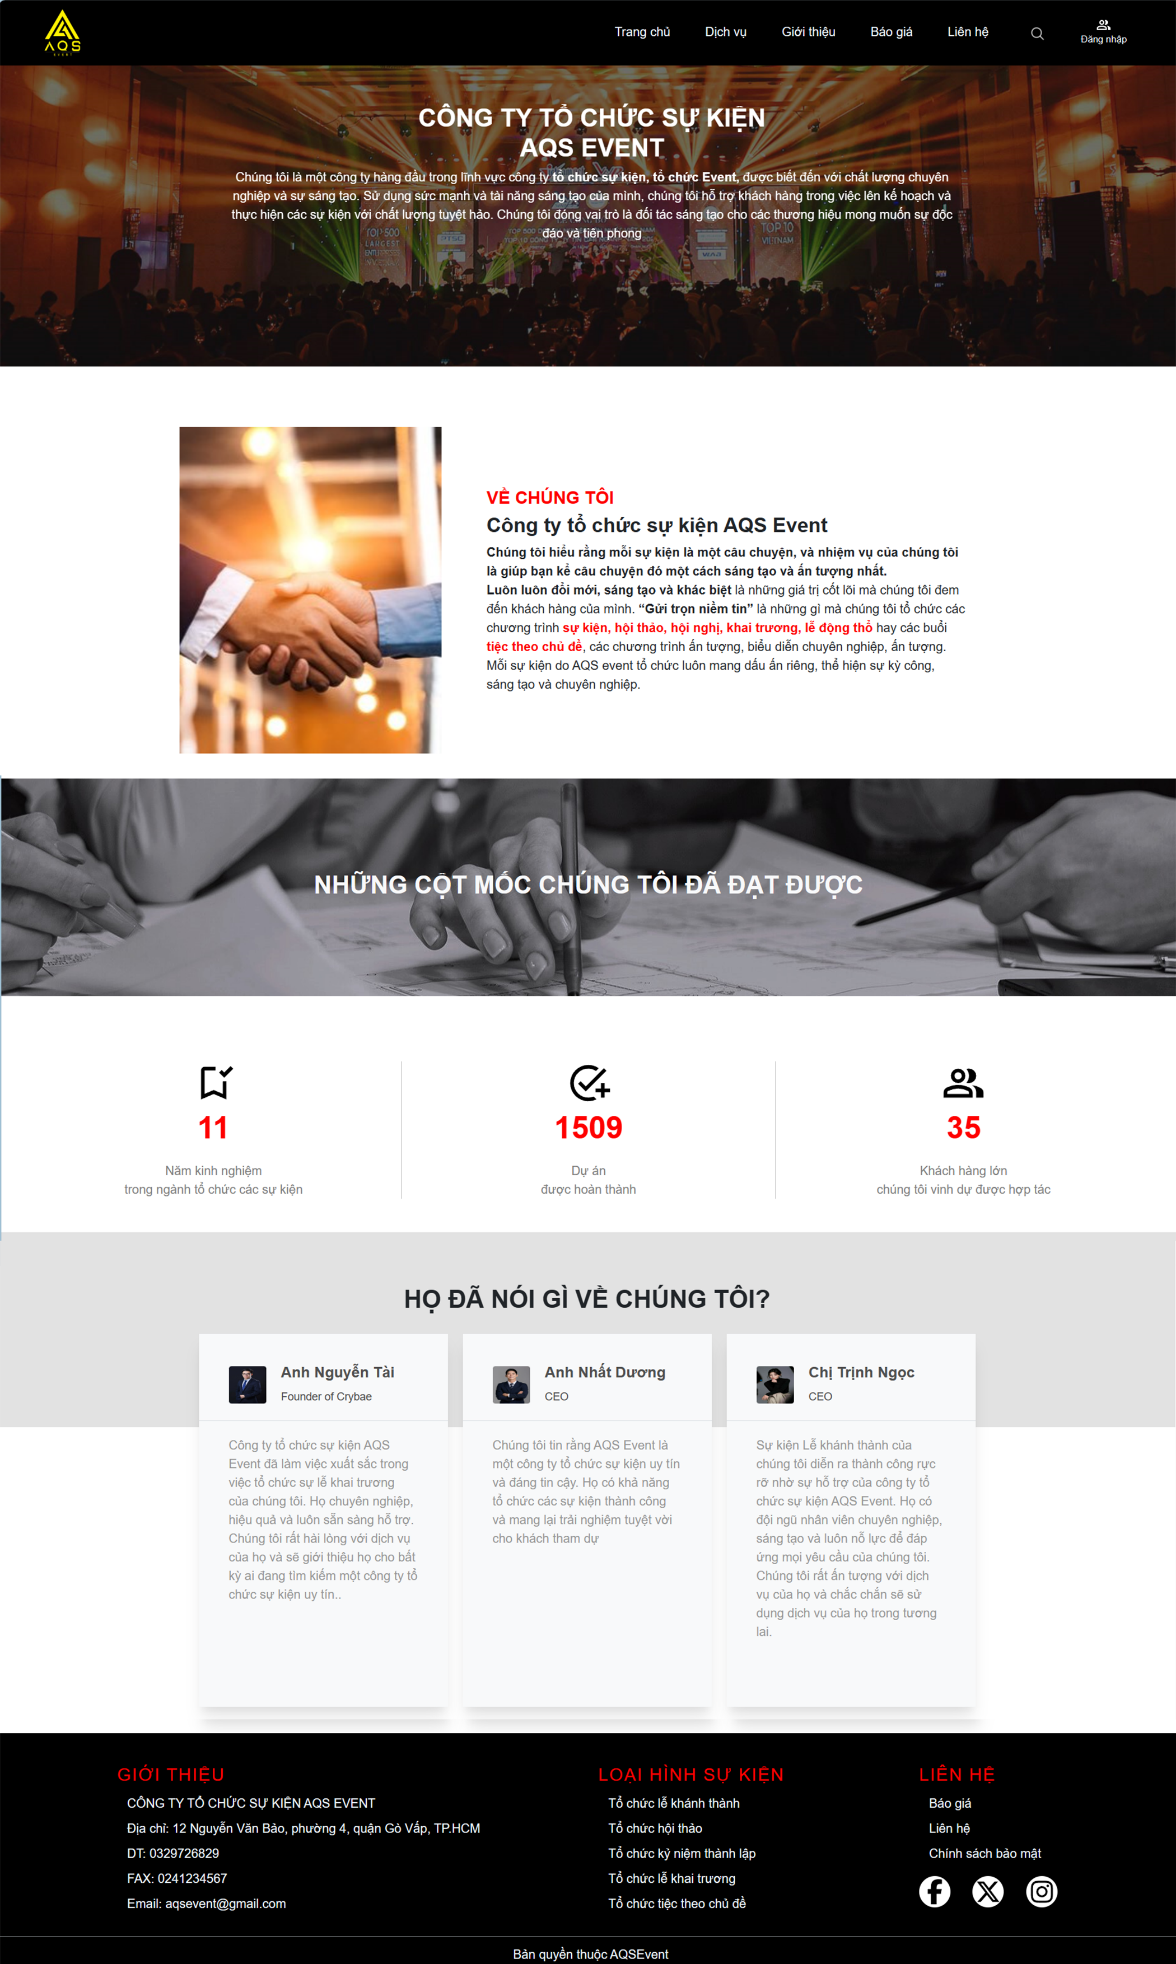 AQS
EVENT
Trang chủ
Dịch vụ
Giới thiệu
Báo giá
Liên hệ
Đăng nhập
CÔNG TY TỔ CHỨC SỰ KIỆN
AQS EVENT
Chúng tôi là một công ty hàng đầu trong lĩnh vực công ty tổ chức sự kiện, tổ chức Event, được biết đến với chất lượng chuyên
nghiệp và sự sáng tạo. Sử dụng sức mạnh và tài năng sáng tạo của mình, chúng tôi hỗ trợ khách hàng trong việc lên kế hoạch và
thực hiện các sự kiện với chất lượng tuyệt hảo. Chúng tôi đóng vai trò là đối tác sáng tạo cho các thương hiệu mong muốn sự độc
đáo và tiên phong
TOP 500
LARGEST
TOP 10
VIETNAM
VỀ CHÚNG TÔI
Công ty tổ chức sự kiện AQS Event
Chúng tôi hiểu rằng mỗi sự kiện là một câu chuyện, và nhiệm vụ của chúng tôi
là giúp bạn kể câu chuyện đó một cách sáng tạo và ấn tượng nhất.
Luôn luôn đổi mới, sáng tạo và khác biệt là những giá trị cốt lõi mà chúng tôi đem
đến khách hàng của mình. “Gửi trọn niềm tin” là những gì mà chúng tôi tổ chức các
chương trình sự kiện, hội thảo, hội nghị, khai trương, lễ động thổ hay các buổi
tiệc theo chủ đề, các chương trình ấn tượng, biểu diễn chuyên nghiệp, ấn tượng.
Mỗi sự kiện do AQS event tổ chức luôn mang dấu ấn riêng, thể hiện sự kỳ công,
sáng tạo và chuyên nghiệp.
NHỮNG CỘT MỐC CHÚNG TÔI ĐÃ ĐẠT ĐƯỢC
11
Năm kinh nghiệm
trong ngành tổ chức các sự kiện
1509
Dự án
được hoàn thành
35
Khách hàng lớn
chúng tôi vinh dự được hợp tác
HỌ ĐÃ NÓI GÌ VỀ CHÚNG TÔI?
Anh Nguyễn Tài
Founder of Crybae
Công ty tổ chức sự kiện AQS
Event đã làm việc xuất sắc trong
việc tổ chức sự lễ khai trương
của chúng tôi. Họ chuyên nghiệp,
hiệu quả và luôn sẵn sàng hỗ trợ.
Chúng tôi rất hài lòng với dịch vụ
của họ và sẽ giới thiệu họ cho bất
kỳ ai đang tìm kiếm một công ty tổ
chức sự kiện uy tín..
Anh Nhất Dương
CEO
Chúng tôi tin rằng AQS Event là
một công ty tổ chức sự kiện uy tín
và đáng tin cậy. Họ có khả năng
tổ chức các sự kiện thành công
và mang lại trải nghiệm tuyệt vời
cho khách tham dự
Chị Trịnh Ngọc
CEO
Sự kiện Lễ khánh thành của
chúng tôi diễn ra thành công rực
rỡ nhờ sự hỗ trợ của công ty tổ
chức sự kiện AQS Event. Họ có
đội ngũ nhân viên chuyên nghiệp,
sáng tạo và luôn nỗ lực để đáp
ứng mọi yêu cầu của chúng tôi.
Chúng tôi rất ấn tượng với dịch
vụ của họ và chắc chắn sẽ sử
dụng dịch vụ của họ trong tương
lai.
GIỚI THIỆU
CÔNG TY TỔ CHỨC SỰ KIỆN AQS EVENT
Địa chỉ: 12 Nguyễn Văn Bảo, phường 4, quận Gò Vấp, TP.HCM
DT: 0329726829
FAX: 0241234567
Email: aqsevent@gmail.com
LOẠI HÌNH SỰ KIỆN
Tổ chức lễ khánh thành
Tổ chức hội thảo
Tổ chức kỷ niệm thành lập
Tổ chức lễ khai trương
Tổ chức tiệc theo chủ đề
LIÊN HỆ
Báo giá
Liên hệ
Chính sách bảo mật
Bản quyền thuộc AQSEvent